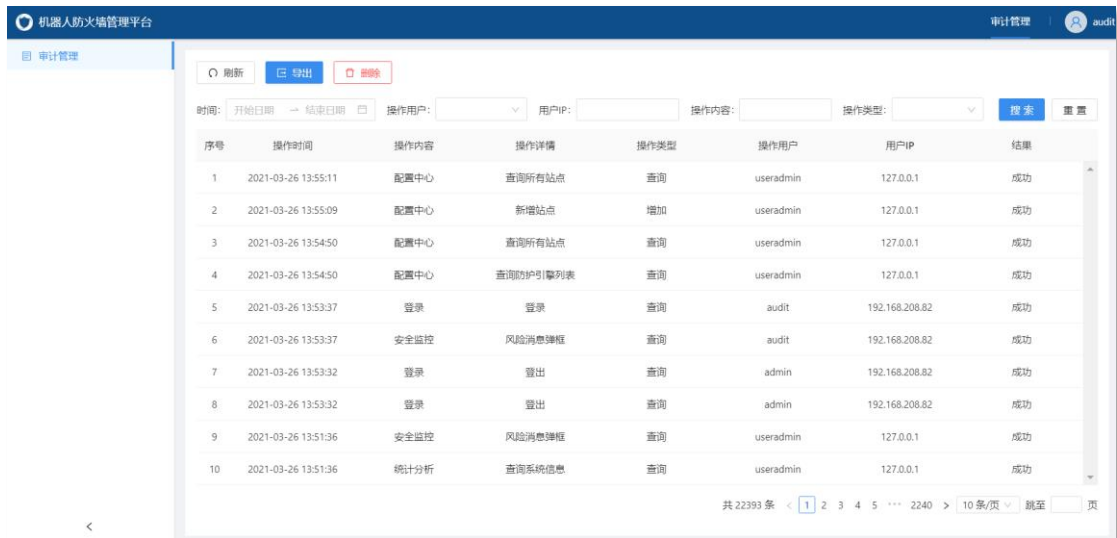 机器人防火墙管理平台 审计管理 audit
审计管理
刷新 导出 删除
时间: 开始日期 → 结束日期 操作用户: 用户IP: 操作内容: 操作类型: 搜索 重置
序号 操作时间 操作内容 操作详情 操作类型 操作用户 用户IP 结果
1 2021-03-26 13:55:11 配置中心 查询所有站点 查询 useradmin 127.0.0.1 成功
2 2021-03-26 13:55:09 配置中心 新增站点 增加 useradmin 127.0.0.1 成功
3 2021-03-26 13:54:50 配置中心 查询所有站点 查询 useradmin 127.0.0.1 成功
4 2021-03-26 13:54:50 配置中心 查询防护引擎列表 查询 useradmin 127.0.0.1 成功
5 2021-03-26 13:53:37 登录 登录 查询 audit 192.168.208.82 成功
6 2021-03-26 13:53:37 安全监控 风险消息弹框 查询 audit 192.168.208.82 成功
7 2021-03-26 13:53:32 登录 登出 查询 admin 192.168.208.82 成功
8 2021-03-26 13:53:32 登录 登出 查询 admin 192.168.208.82 成功
9 2021-03-26 13:51:36 安全监控 风险消息弹框 查询 useradmin 127.0.0.1 成功
10 2021-03-26 13:51:36 统计分析 查询系统信息 查询 useradmin 127.0.0.1 成功
共 22393 条 < 1 2 3 4 5 ··· 2240 > 10 条/页 跳至 页